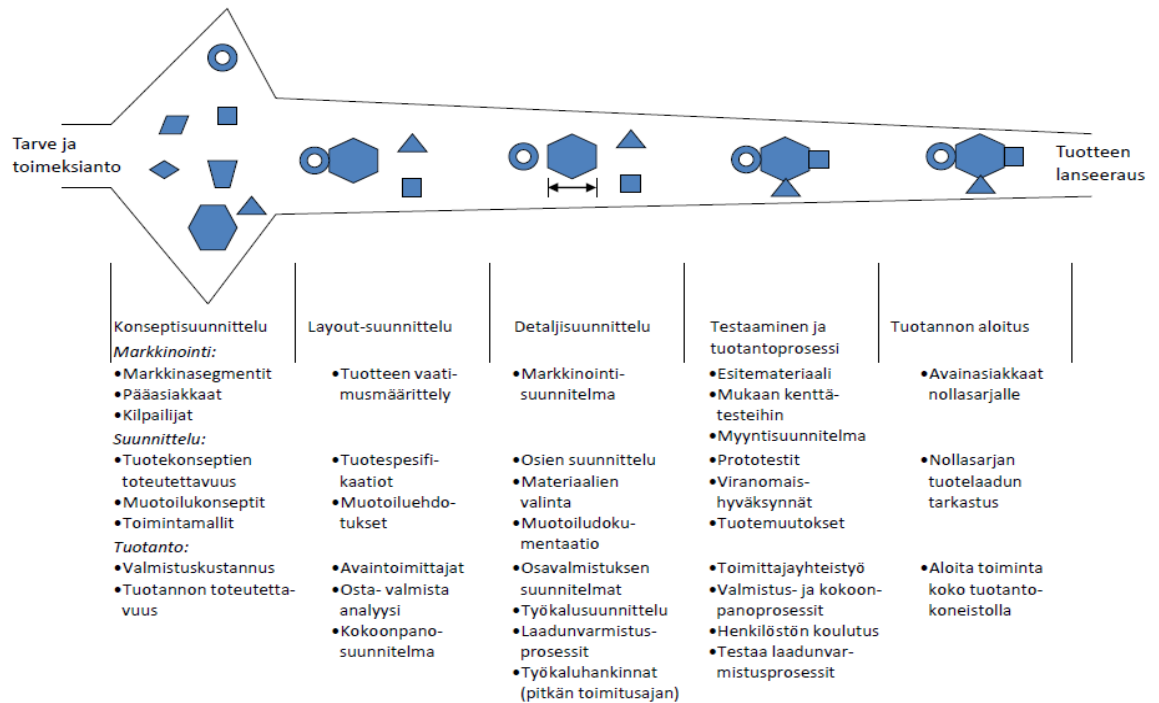 Tarve ja
toimeksianto
Tuotteen
lanseeraus
Konseptisuunnittelu
Markkinointi:
•Markkinasegmentit
•Pääasiakkaat
•Kilpailijat
Suunnittelu:
•Tuotekonseptien
toteutettavuus
•Muotoilukonseptit
•Toimintamallit
Tuotanto:
•Valmistuskustannus
•Tuotannon toteutetta-
vuus
Layout-suunnittelu
•Tuotteen vaati-
musmäärittely
•Tuotespesifi-
kaatiot
•Muotoiluehdo-
tukset
•Avaintoimittajat
•Osta- valmista
analyysi
•Kokoonpano-
suunnitelma
Detaljisuunnittelu
•Markkinointi-
suunnitelma
•Osien suunnittelu
•Materiaalien
valinta
•Muotoiludoku-
mentaatio
•Osavalmistuksen
suunnitelmat
•Työkalusuunnittelu
•Laadunvarmistus-
prosessit
•Työkaluhankinnat
(pitkän toimitusajan)
Testaaminen ja
tuotantoprosessi
•Esitemateriaali
•Mukaan kenttä-
testeihin
•Myyntisuunnitelma
•Prototestit
•Viranomais-
hyväksynnät
•Tuotemuutokset
•Toimittajayhteistyö
•Valmistus- ja kokoon-
panoprosessit
•Henkilöstön koulutus
•Testaa laadunvar-
mistusprosessit
Tuotannon aloitus
•Avainasiakkaat
nollasarjalle
•Nollasarjan
tuotelaadun
tarkastus
•Aloita toiminta
koko tuotanto-
koneistolla